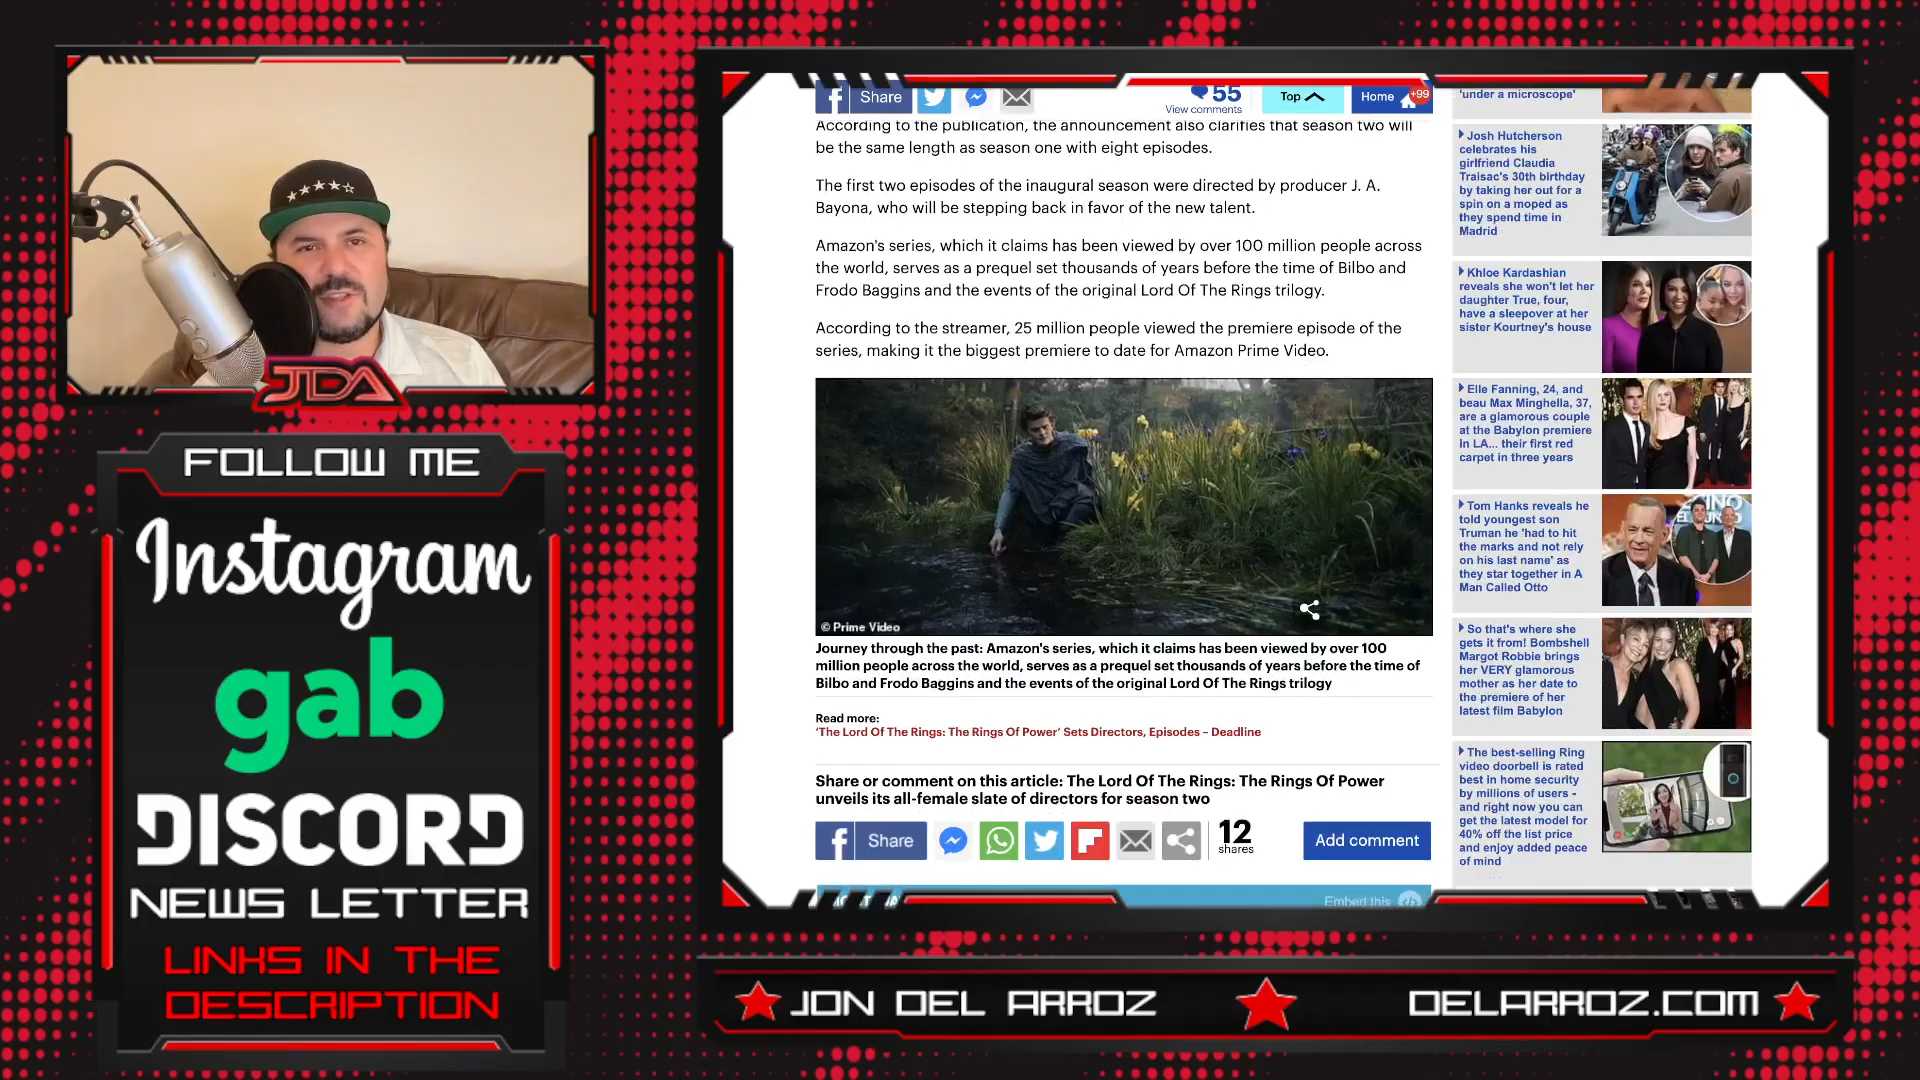 JDA
FOLLOW ME
Instagram
gab
DISCORD
NEWS LETTER
LINKS IN THE
DESCRIPTION
Share
55
View comments
Top
Home
+99
According to the publication, the announcement also clarifies that season two will
be the same length as season one with eight episodes.
The first two episodes of the inaugural season were directed by producer J. A.
Bayona, who will be stepping back in favor of the new talent.
Amazon's series, which it claims has been viewed by over 100 million people across
the world, serves as a prequel set thousands of years before the time of Bilbo and
Frodo Baggins and the events of the original Lord Of The Rings trilogy.
According to the streamer, 25 million people viewed the premiere episode of the
series, making it the biggest premiere to date for Amazon Prime Video.
© Prime Video
Journey through the past: Amazon's series, which it claims has been viewed by over 100
million people across the world, serves as a prequel set thousands of years before the time of
Bilbo and Frodo Baggins and the events of the original Lord Of The Rings trilogy
Read more:
'The Lord Of The Rings: The Rings Of Power' Sets Directors, Episodes – Deadline
Share or comment on this article: The Lord Of The Rings: The Rings Of Power
unveils its all-female slate of directors for season two
Share
12
shares
Add comment
Embed this
'under a microscope'
Josh Hutcherson
celebrates his
girlfriend Claudia
Traisac's 30th birthday
by taking her out for a
spin on a moped as
they spend time in
Madrid
Khloe Kardashian
reveals she won't let her
daughter True, four,
have a sleepover at her
sister Kourtney's house
Elle Fanning, 24, and
beau Max Minghella, 37,
are a glamorous couple
at the Babylon premiere
in LA... their first red
carpet in three years
Tom Hanks reveals he
told youngest son
Truman he 'had to hit
the marks and not rely
on his last name' as
they star together in A
Man Called Otto
So that's where she
gets it from! Bombshell
Margot Robbie brings
her VERY glamorous
mother as her date to
the premiere of her
latest film Babylon
The best-selling Ring
video doorbell is rated
best in home security
by millions of users -
and right now you can
get the latest model for
40% off the list price
and enjoy added peace
of mind
JON DEL ARROZ
DELARROZ.COM